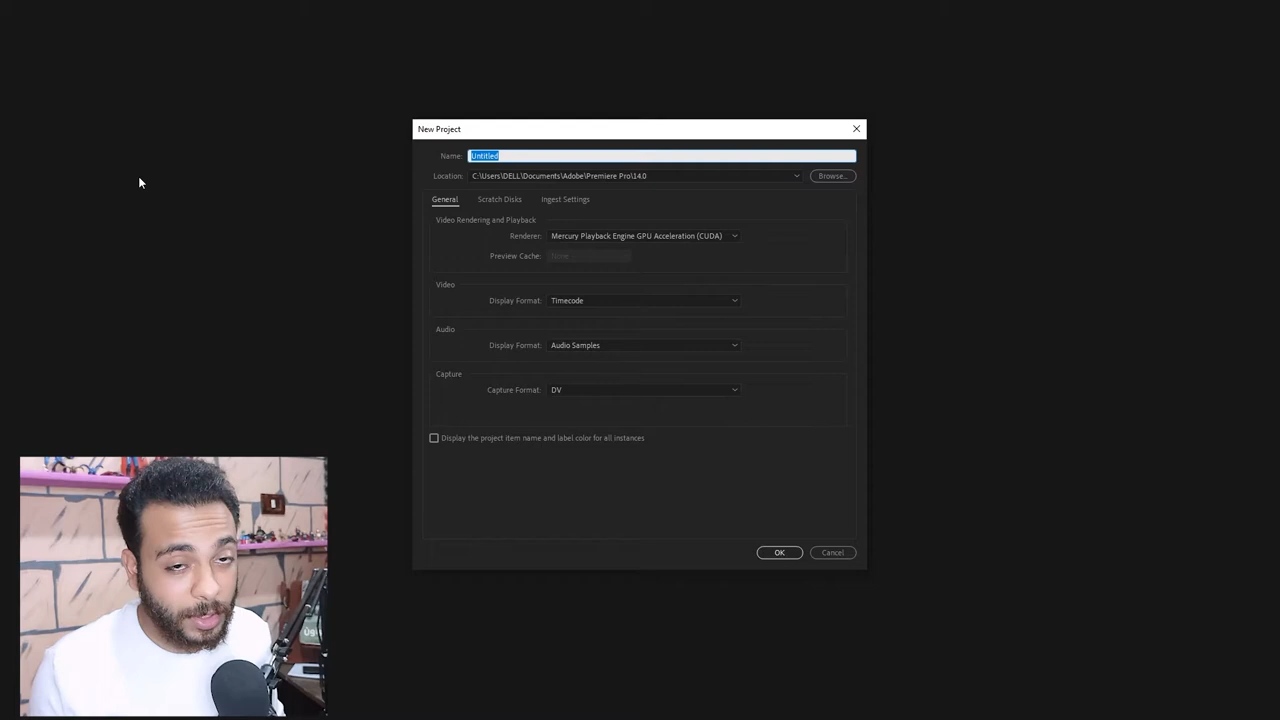 New Project
Name: Untitled
Location: C:\Users\DELL\Documents\Adobe\Premiere Pro\14.0 Browse...
General Scratch Disks Ingest Settings
Video Rendering and Playback
Renderer: Mercury Playback Engine GPU Acceleration (CUDA)
Preview Cache: None
Video
Display Format: Timecode
Audio
Display Format: Audio Samples
Capture
Capture Format: DV
Display the project item name and label color for all instances
OK Cancel